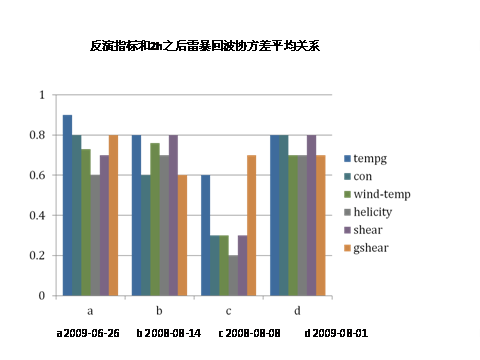 反演指标和2h之后雷暴回波协方差平均关系
1
0.8
0.6
0.4
0.2
0
a b c d
tempg
con
wind-temp
helicity
shear
gshear
a 2009-06-26 b 2008-08-14 c 2008-08-08 d 2009-08-01